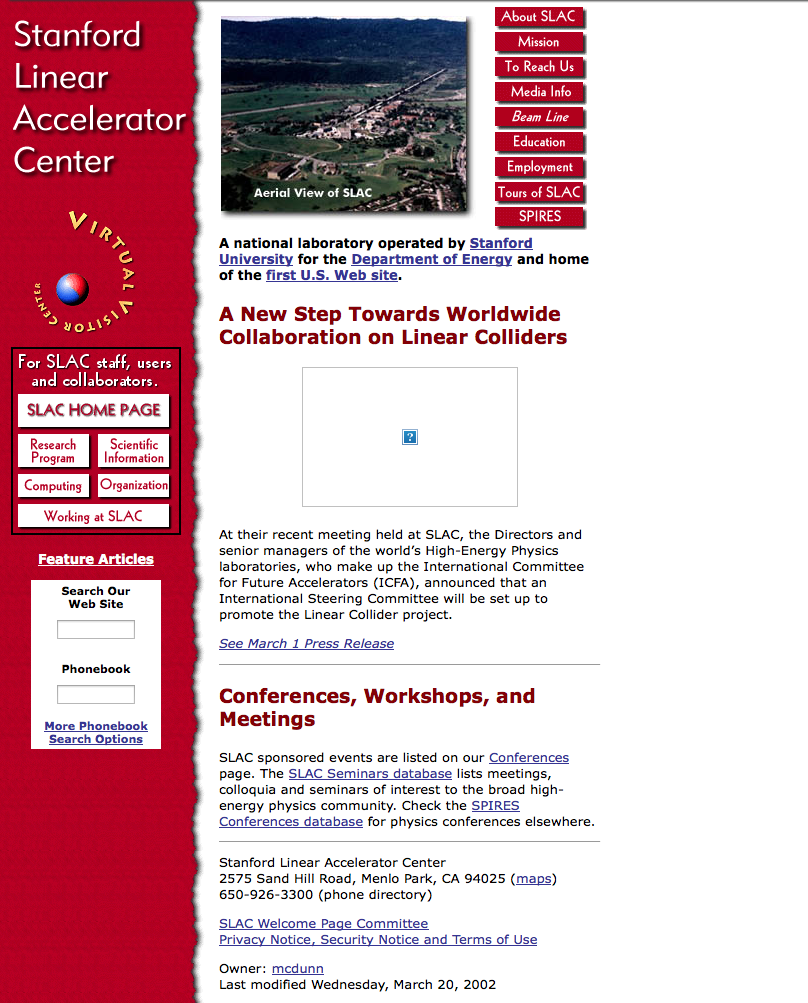 Stanford
Linear
Accelerator
Center
VIRTUAL VISITOR CENTER
For SLAC staff, users
and collaborators.
SLAC HOME PAGE
Research
Program
Scientific
Information
Computing
Organization
Working at SLAC
Feature Articles
Search Our
Web Site
Phonebook
More Phonebook
Search Options
Aerial View of SLAC
About SLAC
Mission
To Reach Us
Media Info
Beam Line
Education
Employment
Tours of SLAC
SPIRES
A national laboratory operated by Stanford
University for the Department of Energy and home
of the first U.S. Web site.
A New Step Towards Worldwide
Collaboration on Linear Colliders
?
At their recent meeting held at SLAC, the Directors and
senior managers of the world's High-Energy Physics
laboratories, who make up the International Committee
for Future Accelerators (ICFA), announced that an
International Steering Committee will be set up to
promote the Linear Collider project.
See March 1 Press Release
Conferences, Workshops, and
Meetings
SLAC sponsored events are listed on our Conferences
page. The SLAC Seminars database lists meetings,
colloquia and seminars of interest to the broad high-
energy physics community. Check the SPIRES
Conferences database for physics conferences elsewhere.
Stanford Linear Accelerator Center
2575 Sand Hill Road, Menlo Park, CA 94025 (maps)
650-926-3300 (phone directory)
SLAC Welcome Page Committee
Privacy Notice, Security Notice and Terms of Use
Owner: mcdunn
Last modified Wednesday, March 20, 2002